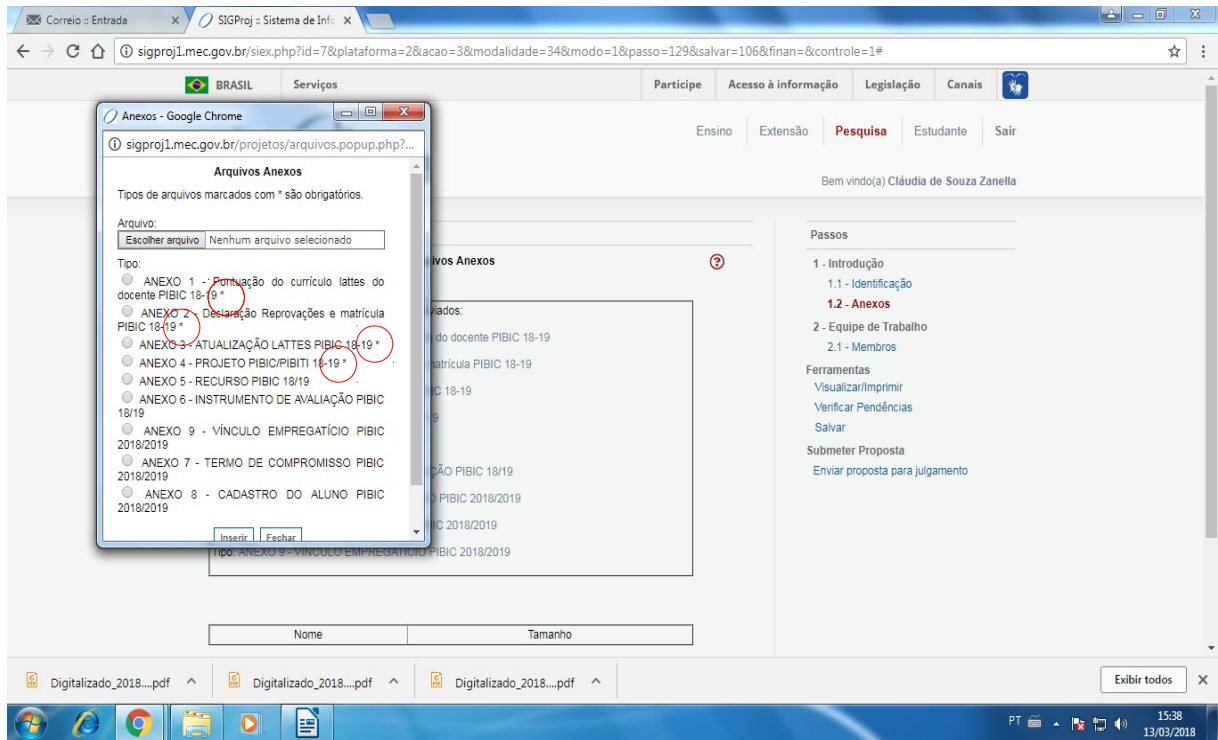 Correio :: Entrada
SIGProj :: Sistema de Info
sigproj1.mec.gov.br/siex.php?id=7&plataforma=2&acao=3&modalidade=34&modo=1&passo=129&salvar=106&finan=&controle=1#
BRASIL Serviços Participe Acesso à informação Legislação Canais
Ensino Extensão Pesquisa Estudante Sair
Bem vindo(a) Cláudia de Souza Zanella
Anexos - Google Chrome
sigproj1.mec.gov.br/projetos/arquivos.popup.php?...
Arquivos Anexos
Tipos de arquivos marcados com * são obrigatórios.
Arquivo:
Escolher arquivo Nenhum arquivo selecionado
Tipo:
ANEXO 1 - Pontuação do currículo lattes do
docente PIBIC 18-19 *
ANEXO 2 - Declaração Reprovações e matrícula
PIBIC 18-19 *
ANEXO 3 - ATUALIZAÇÃO LATTES PIBIC 18-19 *
ANEXO 4 - PROJETO PIBIC/PIBITI 18-19 *
ANEXO 5 - RECURSO PIBIC 18/19
ANEXO 6 - INSTRUMENTO DE AVALIAÇÃO PIBIC
18/19
ANEXO 9 - VÍNCULO EMPREGATÍCIO PIBIC
2018/2019
ANEXO 7 - TERMO DE COMPROMISSO PIBIC
2018/2019
ANEXO 8 - CADASTRO DO ALUNO PIBIC
2018/2019
Inserir Fechar
ivos Anexos
viados:
do docente PIBIC 18-19
matrícula PIBIC 18-19
IC 18-19
9
ÇÃO PIBIC 18/19
O PIBIC 2018/2019
IC 2018/2019
Tipo: ANEXO 9 - VÍNCULO EMPREGATÍCIO PIBIC 2018/2019
Nome Tamanho
Passos
1 - Introdução
1.1 - Identificação
1.2 - Anexos
2 - Equipe de Trabalho
2.1 - Membros
Ferramentas
Visualizar/Imprimir
Verificar Pendências
Salvar
Submeter Proposta
Enviar proposta para julgamento
Digitalizado_2018....pdf Digitalizado_2018....pdf Digitalizado_2018....pdf Exibir todos
PT 15:38
13/03/2018